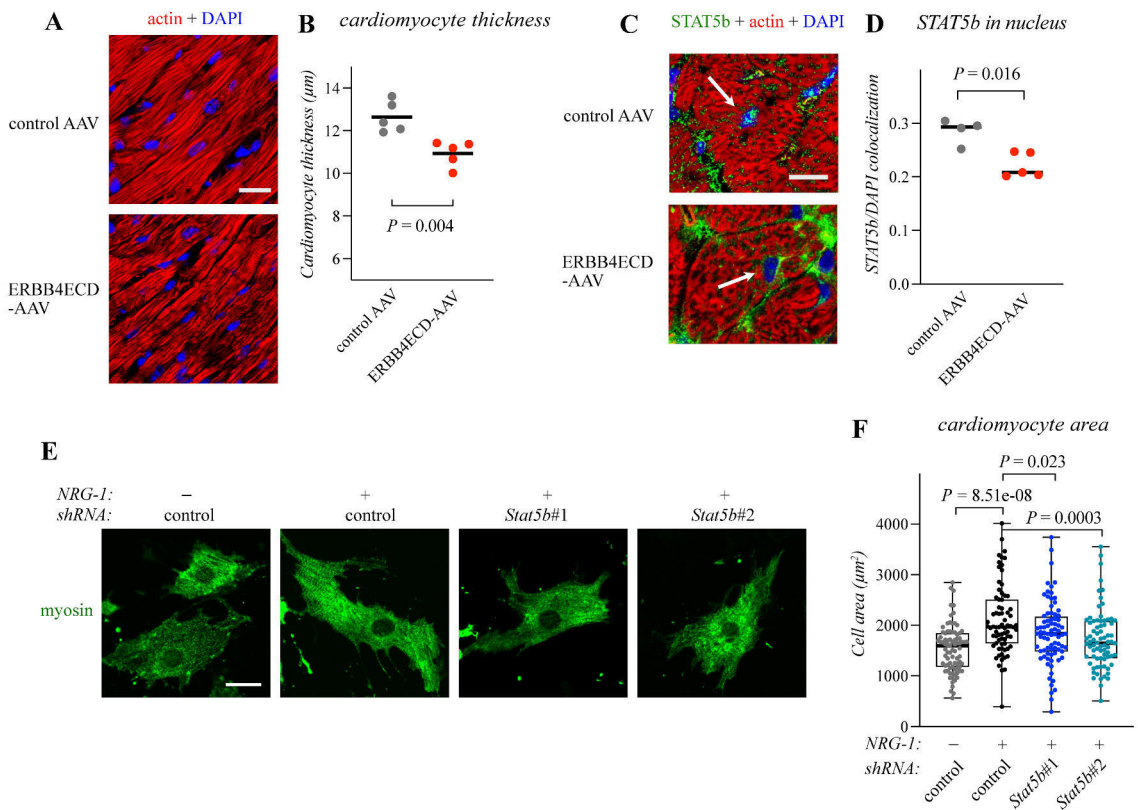 A
actin + DAPI
control AAV
ERBB4ECD
-AAV
B
cardiomyocyte thickness
Cardiomyocyte thickness (μm)
14
12
10
8
6
P = 0.004
control AAV
ERBB4ECD-AAV
C
STAT5b + actin + DAPI
control AAV
ERBB4ECD
-AAV
D
STAT5b in nucleus
STAT5b/DAPI colocalization
P = 0.016
0.3
0.2
0.1
0.0
control AAV
ERBB4ECD-AAV
E
NRG-1: – + + +
shRNA: control control Stat5b#1 Stat5b#2
myosin
F
cardiomyocyte area
Cell area (μm²)
P = 0.023
P = 8.51e-08
P = 0.0003
4000
3000
2000
1000
0
NRG-1: – + + +
shRNA: control control Stat5b#1 Stat5b#2